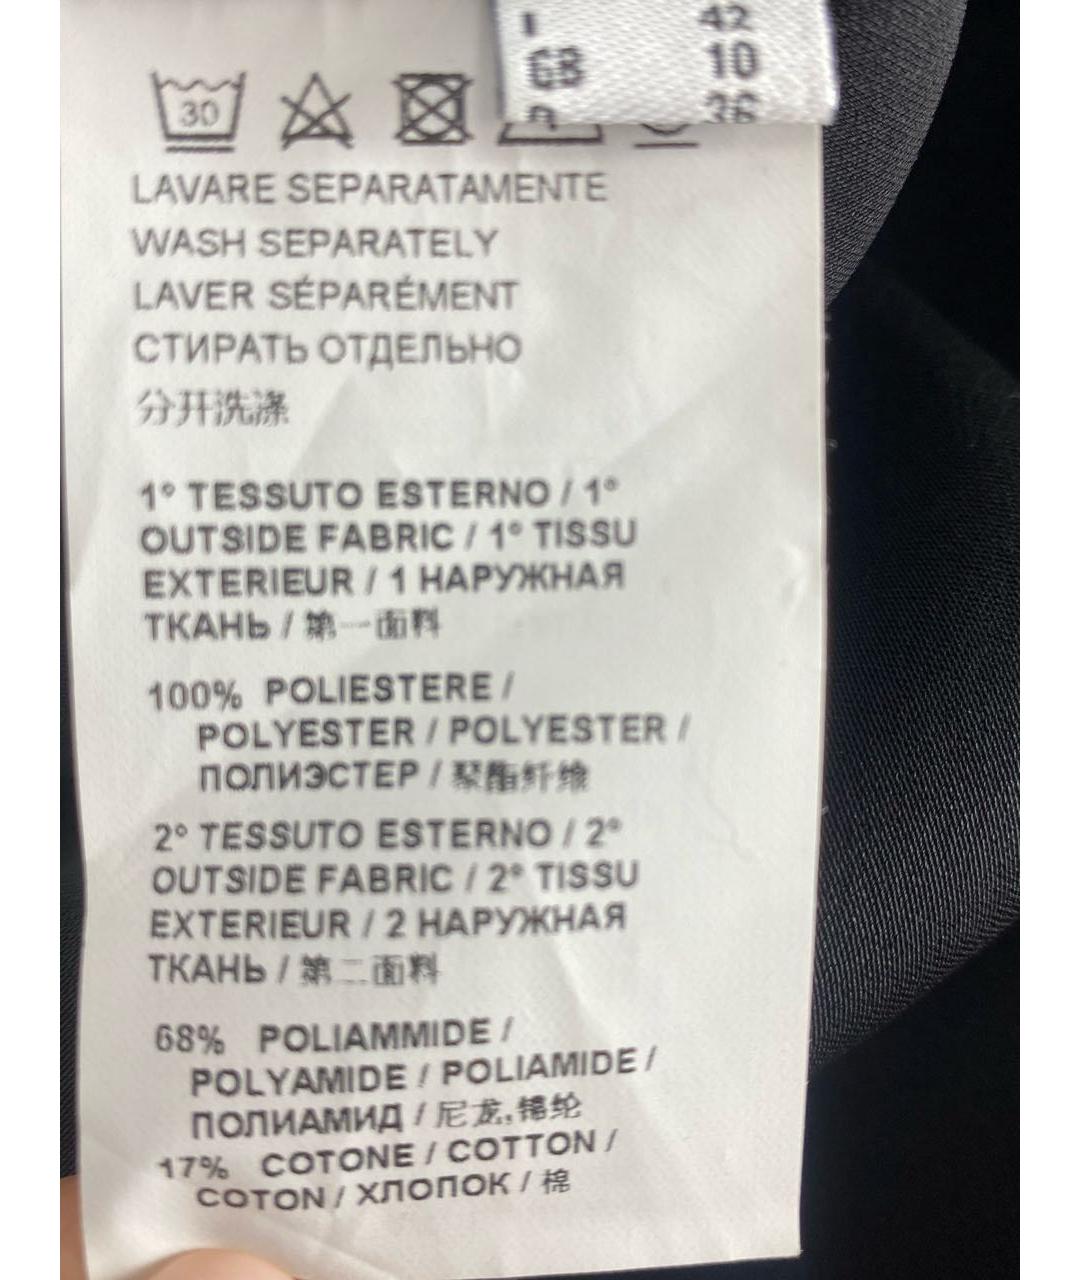 I 42
GB 10
D 36
30
LAVARE SEPARATAMENTE
WASH SEPARATELY
LAVER SÉPARÉMENT
СТИРАТЬ ОТДЕЛЬНО
分开洗涤
1° TESSUTO ESTERNO / 1°
OUTSIDE FABRIC / 1° TISSU
EXTERIEUR / 1 НАРУЖНАЯ
ТКАНЬ / 第一面料
100% POLIESTERE /
POLYESTER / POLYESTER /
ПОЛИЭСТЕР / 聚酯纤维
2° TESSUTO ESTERNO / 2°
OUTSIDE FABRIC / 2° TISSU
EXTERIEUR / 2 НАРУЖНАЯ
ТКАНЬ / 第二面料
68% POLIAMMIDE /
POLYAMIDE / POLIAMIDE /
ПОЛИАМИД / 尼龙,锦纶
17% COTONE / COTTON /
COTON / ХЛОПОК / 棉